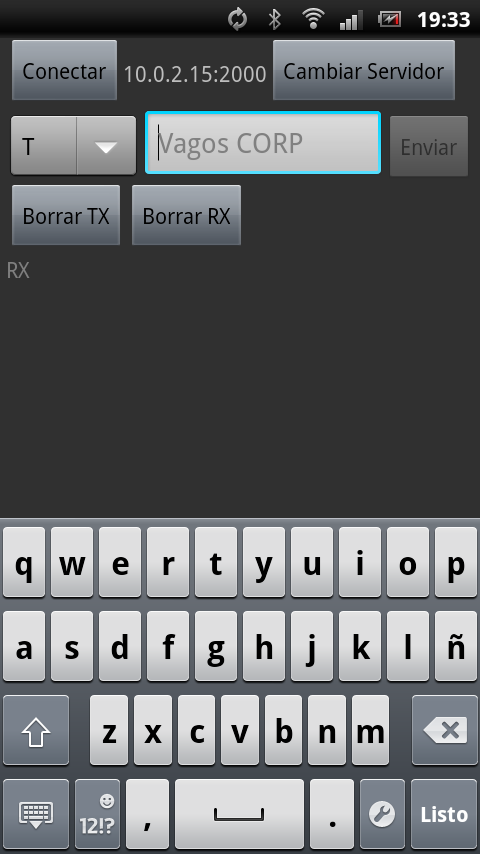 19:33
Conectar 10.0.2.15:2000 Cambiar Servidor
T Vagos CORP Enviar
Borrar TX Borrar RX
RX
q w e r t y u i o p
a s d f g h j k l ñ
z x c v b n m
12!? , . Listo